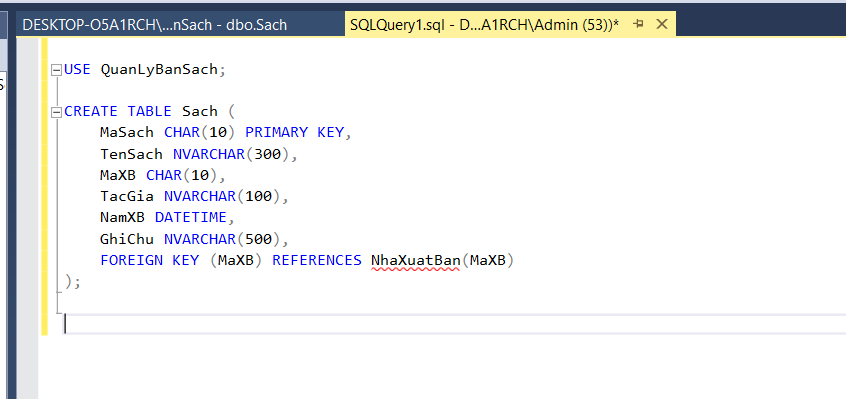 DESKTOP-O5A1RCH\...nSach - dbo.Sach
SQLQuery1.sql - D...A1RCH\Admin (53))*
USE QuanLyBanSach;
CREATE TABLE Sach (
MaSach CHAR(10) PRIMARY KEY,
TenSach NVARCHAR(300),
MaXB CHAR(10),
TacGia NVARCHAR(100),
NamXB DATETIME,
GhiChu NVARCHAR(500),
FOREIGN KEY (MaXB) REFERENCES NhaXuatBan(MaXB)
);